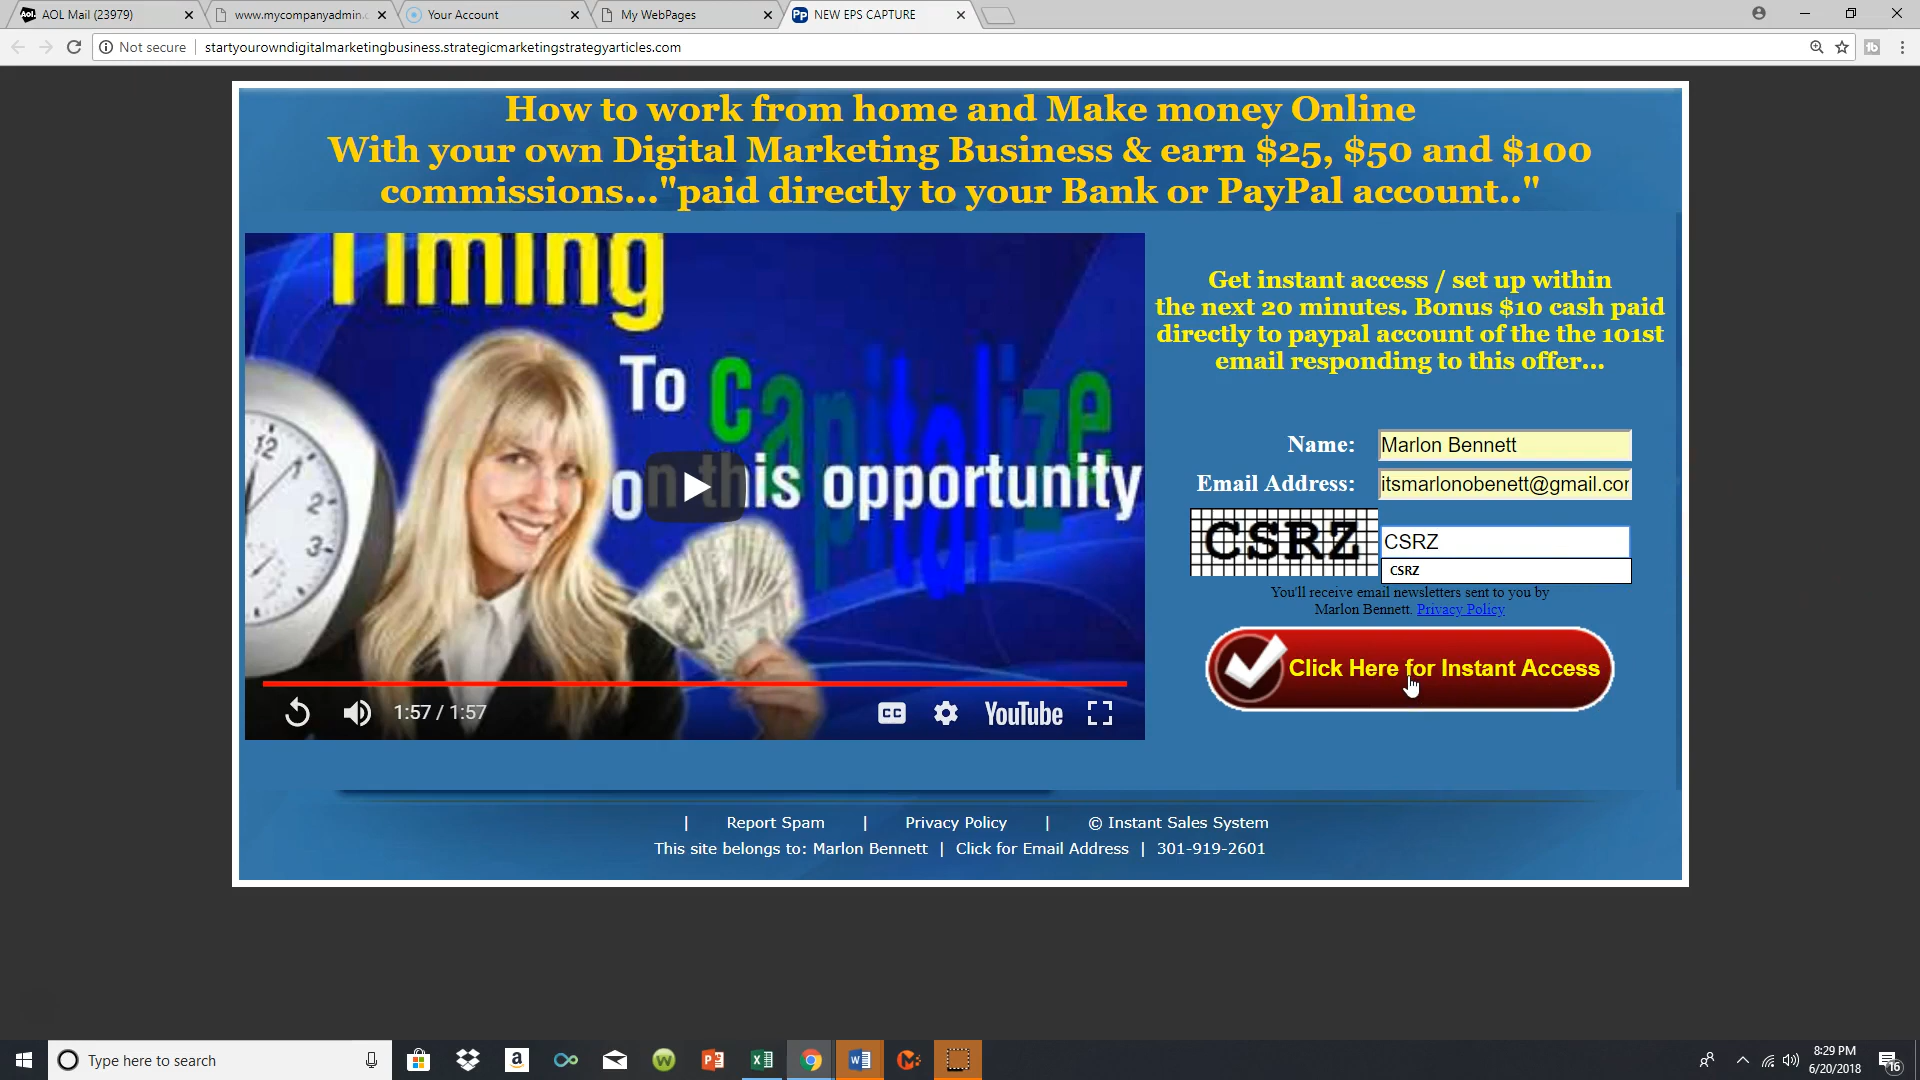 AOL Mail (23979)
www.mycompanyadmin.c
Your Account
My WebPages
NEW EPS CAPTURE
Not secure
startyourowndigitalmarketingbusiness.strategicmarketingstrategyarticles.com
How to work from home and Make money Online
With your own Digital Marketing Business & earn $25, $50 and $100
commissions..."paid directly to your Bank or PayPal account.."
Timing
To capitalize
on this opportunity
12
1
2
3
1:57 / 1:57
CC
YouTube
Get instant access / set up within
the next 20 minutes. Bonus $10 cash paid
directly to paypal account of the the 101st
email responding to this offer...
Name:
Marlon Bennett
Email Address:
itsmarlonobenett@gmail.cor
CSRZ
CSRZ
CSRZ
You'll receive email newsletters sent to you by
Marlon Bennett. Privacy Policy
Click Here for Instant Access
| Report Spam | Privacy Policy | © Instant Sales System
This site belongs to: Marlon Bennett | Click for Email Address | 301-919-2601
Type here to search
8:29 PM
6/20/2018
16